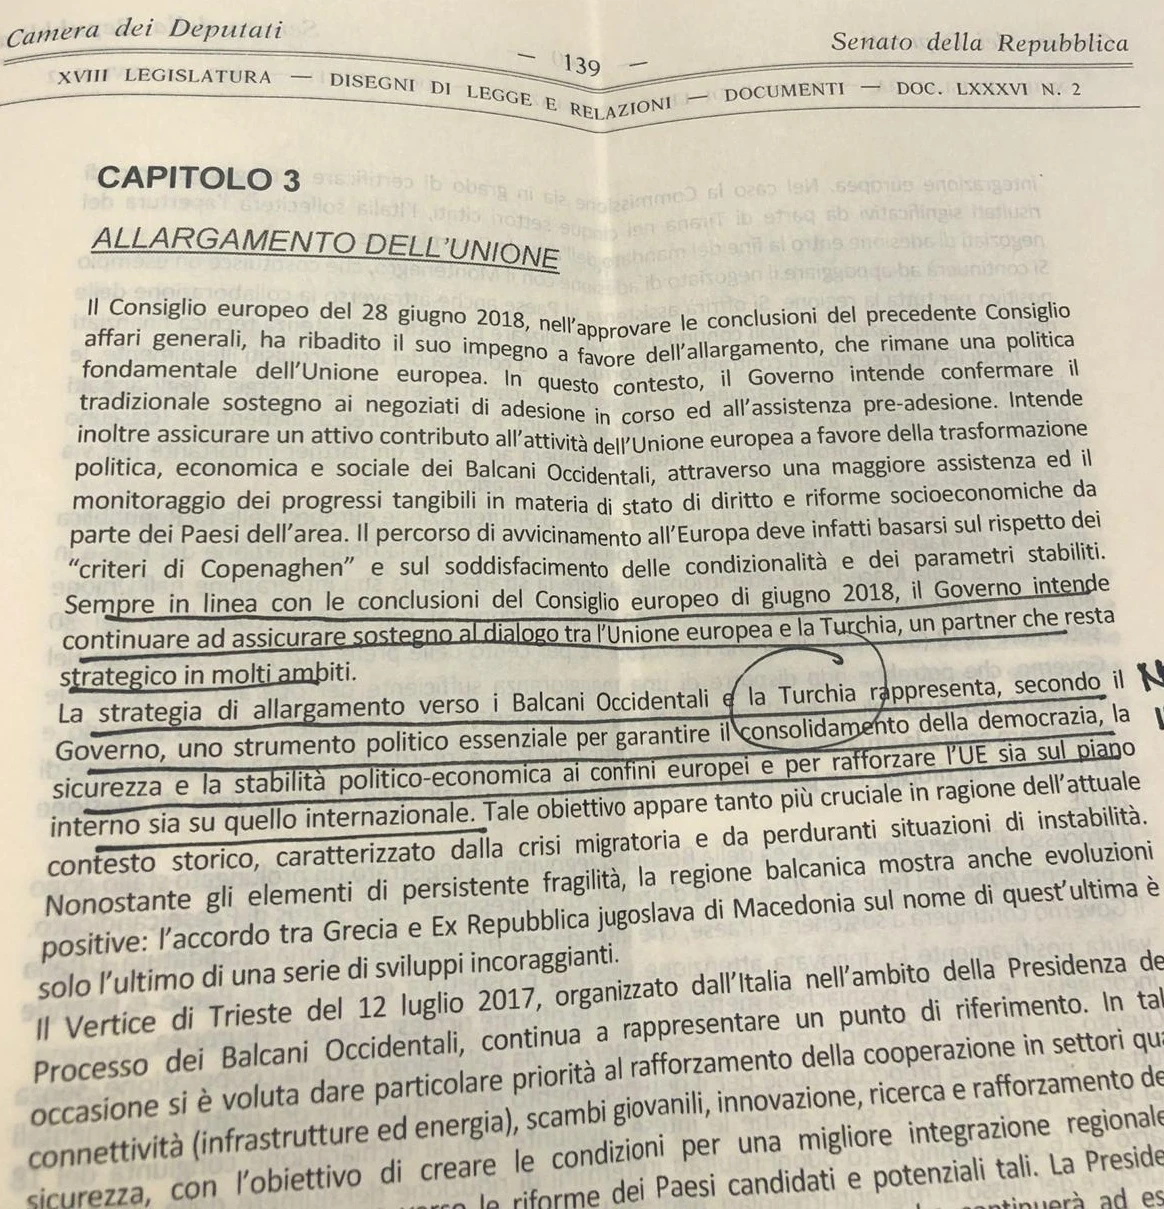 Camera dei Deputati
— 139 —
Senato della Repubblica
XVIII LEGISLATURA — DISEGNI DI LEGGE E RELAZIONI — DOCUMENTI — DOC. LXXXVI N. 2
CAPITOLO 3
ALLARGAMENTO DELL'UNIONE
Il Consiglio europeo del 28 giugno 2018, nell'approvare le conclusioni del precedente Consiglio
affari generali, ha ribadito il suo impegno a favore dell'allargamento, che rimane una politica
fondamentale dell'Unione europea. In questo contesto, il Governo intende confermare il
tradizionale sostegno ai negoziati di adesione in corso ed all'assistenza pre-adesione. Intende
inoltre assicurare un attivo contributo all'attività dell'Unione europea a favore della trasformazione
politica, economica e sociale dei Balcani Occidentali, attraverso una maggiore assistenza ed il
monitoraggio dei progressi tangibili in materia di stato di diritto e riforme socioeconomiche da
parte dei Paesi dell'area. Il percorso di avvicinamento all'Europa deve infatti basarsi sul rispetto dei
“criteri di Copenaghen” e sul soddisfacimento delle condizionalità e dei parametri stabiliti.
Sempre in linea con le conclusioni del Consiglio europeo di giugno 2018, il Governo intende
continuare ad assicurare sostegno al dialogo tra l'Unione europea e la Turchia, un partner che resta
strategico in molti ambiti.
La strategia di allargamento verso i Balcani Occidentali e la Turchia rappresenta, secondo il
Governo, uno strumento politico essenziale per garantire il consolidamento della democrazia, la
sicurezza e la stabilità politico-economica ai confini europei e per rafforzare l'UE sia sul piano
interno sia su quello internazionale. Tale obiettivo appare tanto più cruciale in ragione dell'attuale
contesto storico, caratterizzato dalla crisi migratoria e da perduranti situazioni di instabilità.
Nonostante gli elementi di persistente fragilità, la regione balcanica mostra anche evoluzioni
positive: l'accordo tra Grecia e Ex Repubblica jugoslava di Macedonia sul nome di quest'ultima è
solo l'ultimo di una serie di sviluppi incoraggianti.
Il Vertice di Trieste del 12 luglio 2017, organizzato dall'Italia nell'ambito della Presidenza de
Processo dei Balcani Occidentali, continua a rappresentare un punto di riferimento. In tal
occasione si è voluta dare particolare priorità al rafforzamento della cooperazione in settori qua
connettività (infrastrutture ed energia), scambi giovanili, innovazione, ricerca e rafforzamento de
sicurezza, con l'obiettivo di creare le condizioni per una migliore integrazione regionale
le riforme dei Paesi candidati e potenziali tali. La Preside
continuerà ad es